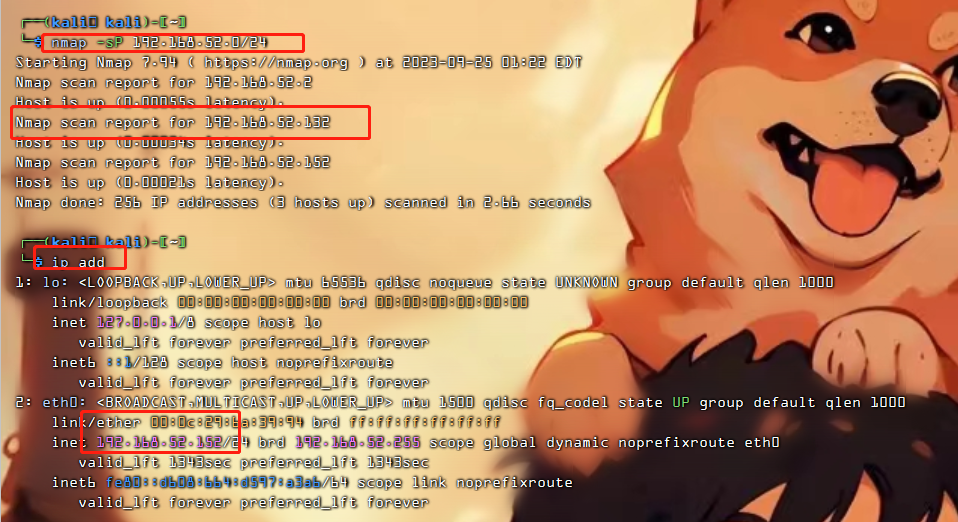 ┌──(kali㉿kali)-[~]
└─$ nmap -sP 192.168.52.0/24
Starting Nmap 7.94 ( https://nmap.org ) at 2023-09-25 01:22 EDT
Nmap scan report for 192.168.52.2
Host is up (0.00055s latency).
Nmap scan report for 192.168.52.132
Host is up (0.00034s latency).
Nmap scan report for 192.168.52.152
Host is up (0.00021s latency).
Nmap done: 256 IP addresses (3 hosts up) scanned in 2.66 seconds
┌──(kali㉿kali)-[~]
└─$ ip add
1: lo: <LOOPBACK,UP,LOWER_UP> mtu 65536 qdisc noqueue state UNKNOWN group default qlen 1000
link/loopback 00:00:00:00:00:00 brd 00:00:00:00:00:00
inet 127.0.0.1/8 scope host lo
valid_lft forever preferred_lft forever
inet6 ::1/128 scope host noprefixroute
valid_lft forever preferred_lft forever
2: eth0: <BROADCAST,MULTICAST,UP,LOWER_UP> mtu 1500 qdisc fq_codel state UP group default qlen 1000
link/ether 00:0c:29:ba:39:94 brd ff:ff:ff:ff:ff:ff
inet 192.168.52.152/24 brd 192.168.52.255 scope global dynamic noprefixroute eth0
valid_lft 1343sec preferred_lft 1343sec
inet6 fe80::db08:bb4:d597:a3ab/64 scope link noprefixroute
valid_lft forever preferred_lft forever